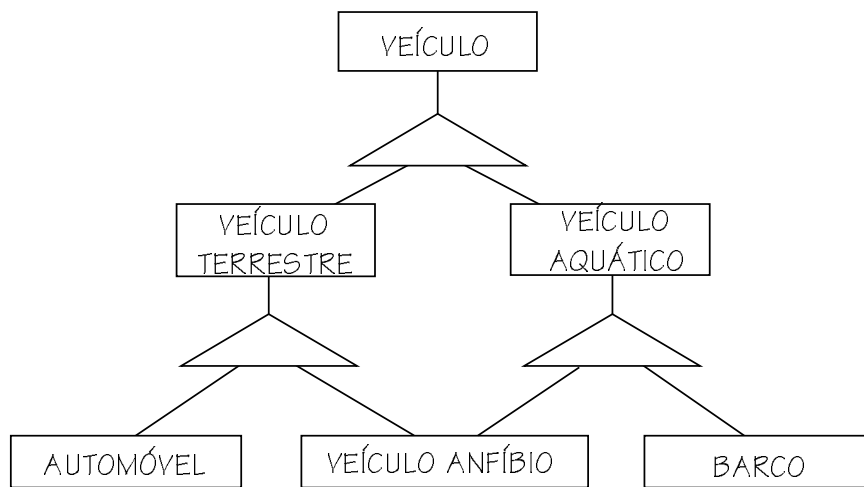 VEÍCULO
VEÍCULO
TERRESTRE
VEÍCULO
AQUÁTICO
AUTOMÓVEL
VEÍCULO ANFÍBIO
BARCO